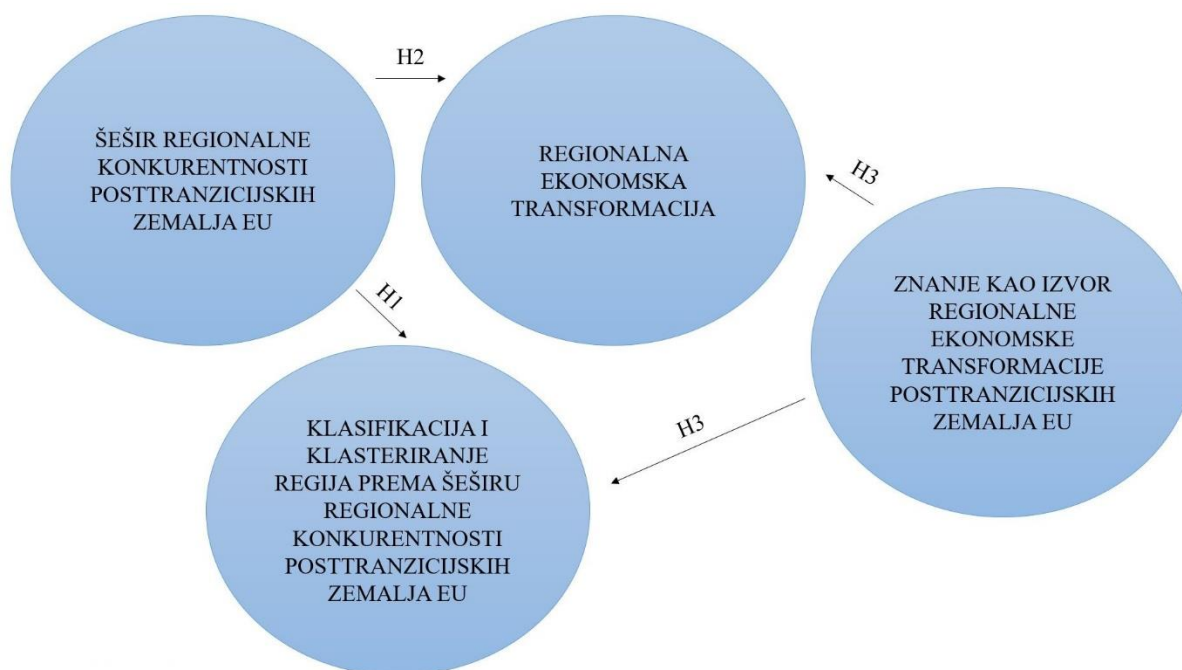 ŠEŠIR REGIONALNE
KONKURENTNOSTI
POSTTRANZICIJSKIH
ZEMALJA EU
H2
REGIONALNA
EKONOMSKA
TRANSFORMACIJA
H3
ZNANJE KAO IZVOR
REGIONALNE
EKONOMSKE
TRANSFORMACIJE
POSTTRANZICIJSKIH
ZEMALJA EU
H1
KLASIFIKACIJA I
KLASTERIRANJE
REGIJA PREMA ŠEŠIRU
REGIONALNE
KONKURENTNOSTI
POSTTRANZICIJSKIH
ZEMALJA EU
H3